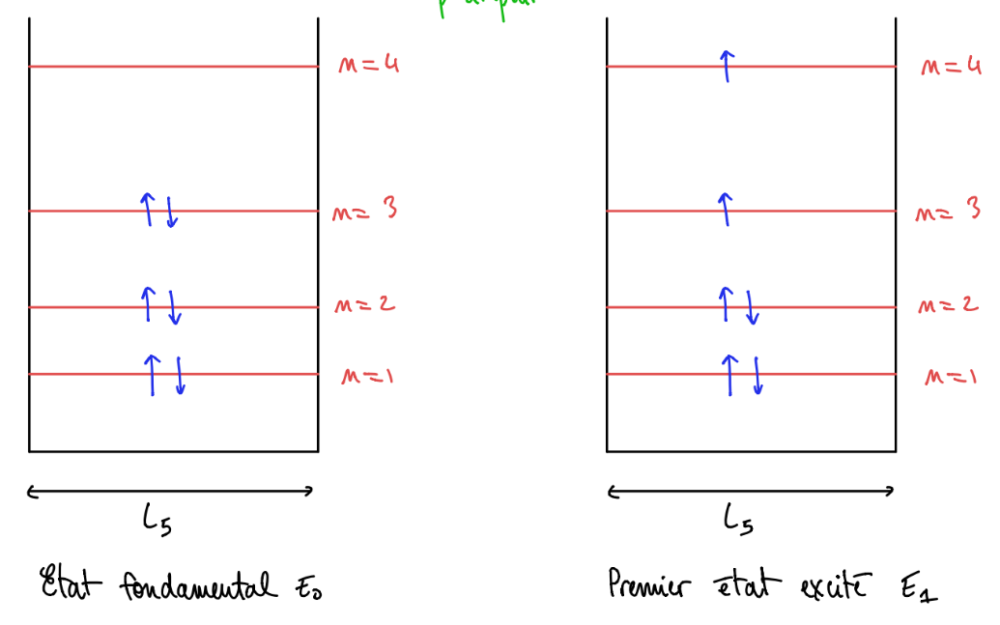 n=4
n= 3
n= 2
n=1
L5
Etat fondamental E0
n=4
n= 3
n=2
n=1
L5
Premier état excité E1